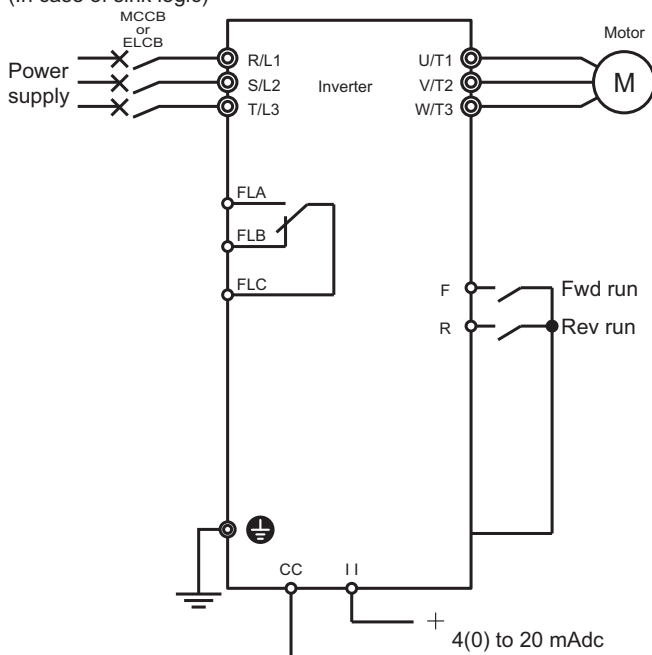 (In case of sink logic)
MCCB
or
ELCB
Power
supply
R/L1
S/L2
T/L3
Inverter
U/T1
V/T2
W/T3
Motor
M
FLA
FLB
FLC
F
Fwd run
R
Rev run
CC
I I
+
4(0) to 20 mAdc